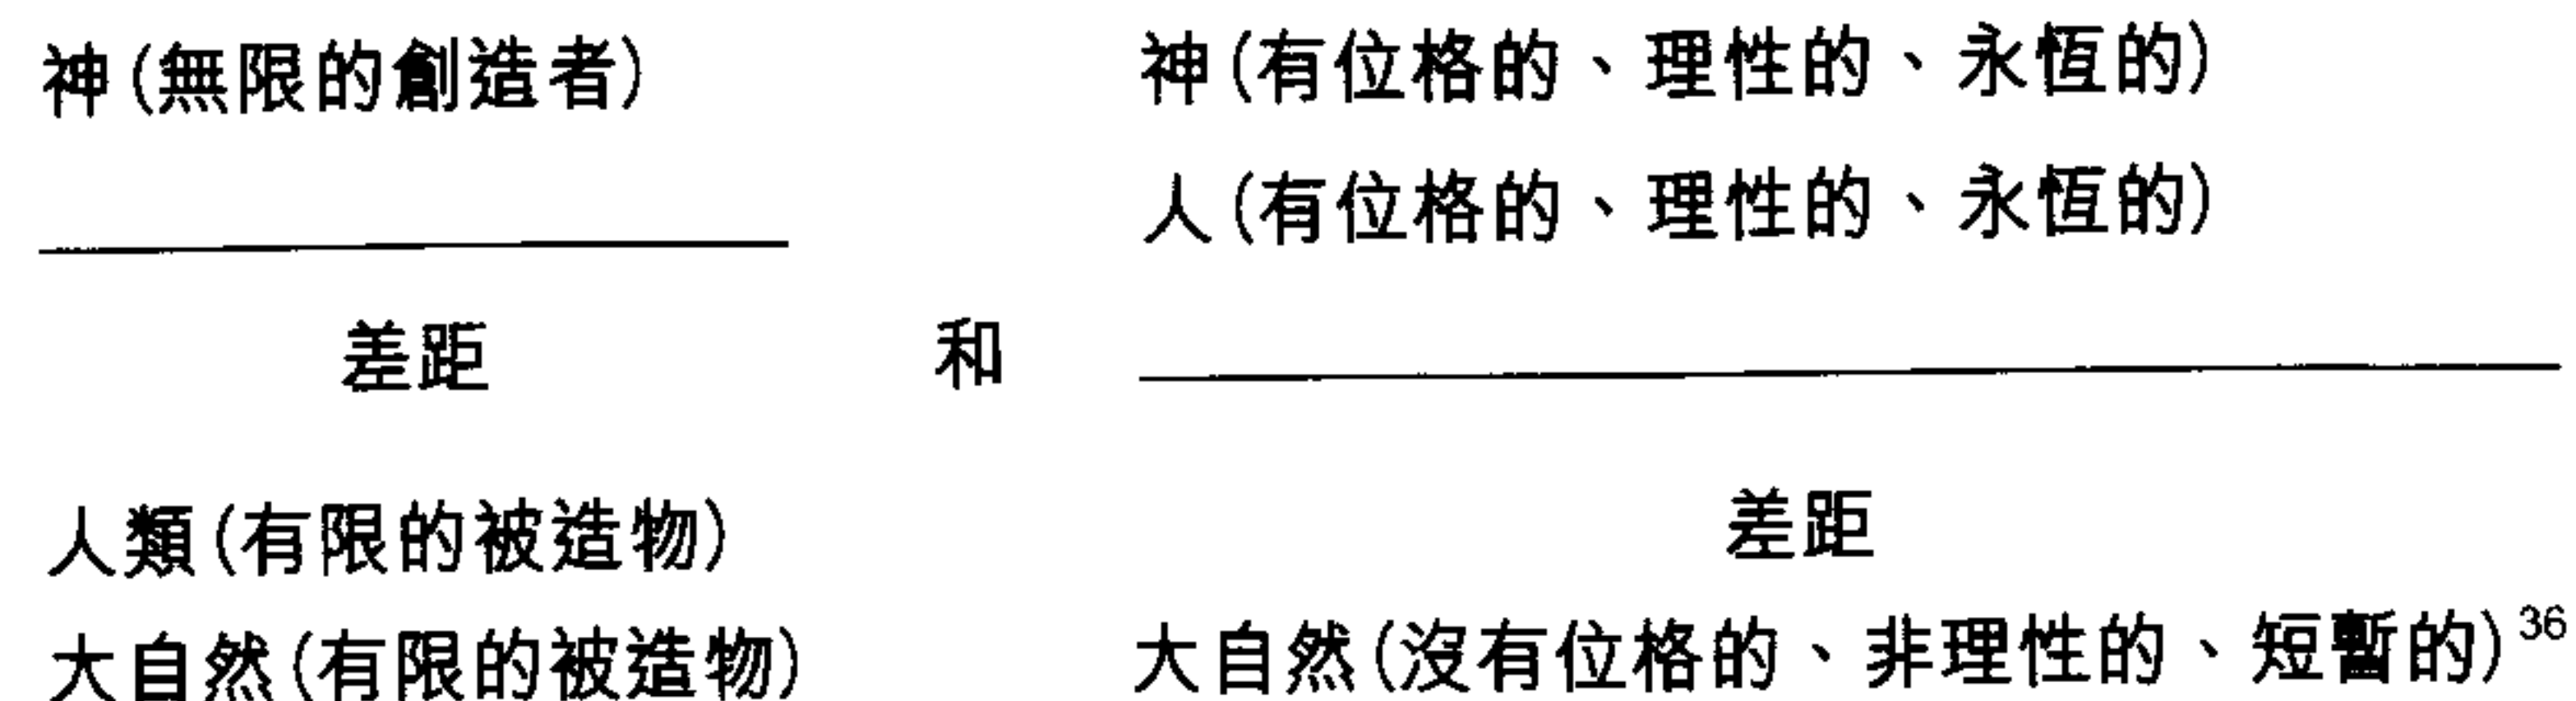 神(無限的創造者)
差距
人類(有限的被造物)
大自然(有限的被造物)
和
神(有位格的、理性的、永恆的)
人(有位格的、理性的、永恆的)
差距
大自然(沒有位格的、非理性的、短暫的)36